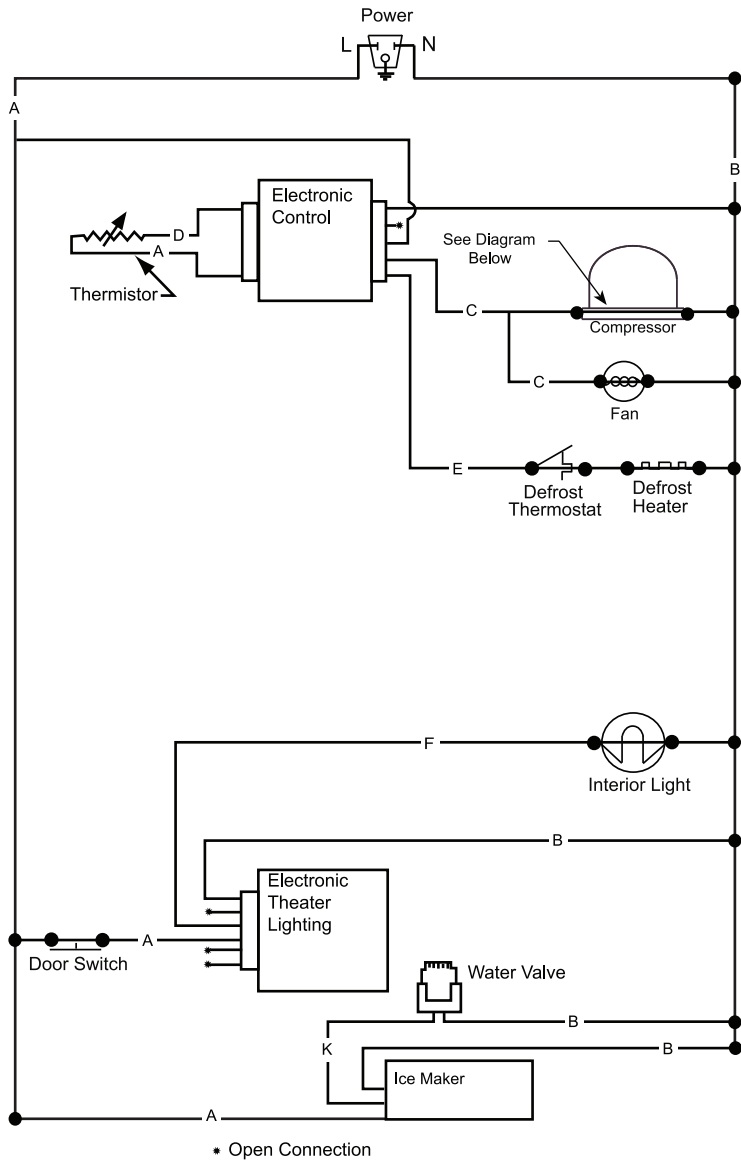 Power
L
N
A
B
Electronic
Control
D
A
Thermistor
See Diagram
Below
C
Compressor
C
Fan
E
Defrost
Thermostat
Defrost
Heater
F
Interior Light
B
Electronic
Theater
Lighting
A
Door Switch
Water Valve
B
K
B
Ice Maker
A
* Open Connection